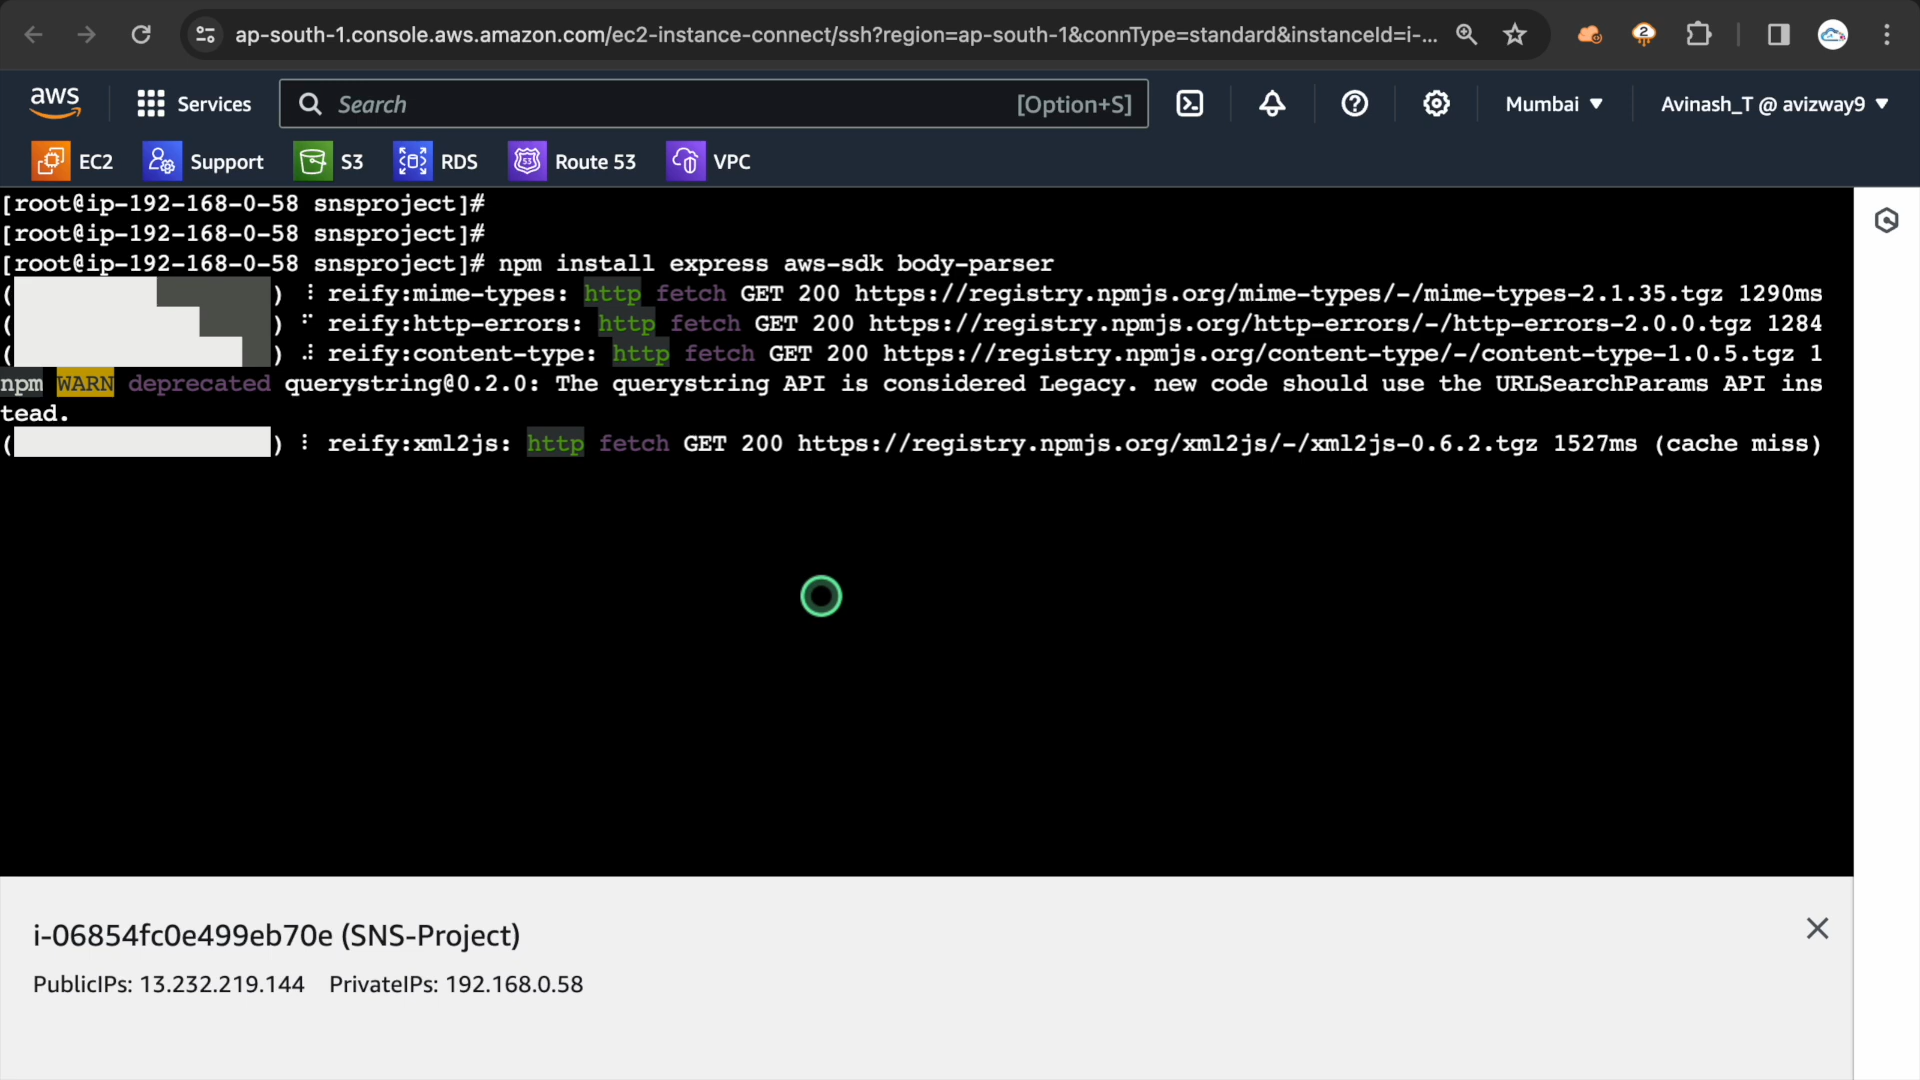 ap-south-1.console.aws.amazon.com/ec2-instance-connect/ssh?region=ap-south-1&connType=standard&instanceId=i-...
2
aws
Services
Search
[Option+S]
Mumbai
Avinash_T @ avizway9
EC2
Support
S3
RDS
53
Route 53
VPC
[root@ip-192-168-0-58 snsproject]#
[root@ip-192-168-0-58 snsproject]#
[root@ip-192-168-0-58 snsproject]# npm install express aws-sdk body-parser
( ) ⠸ reify:mime-types: http fetch GET 200 https://registry.npmjs.org/mime-types/-/mime-types-2.1.35.tgz 1290ms
( ) ⠋ reify:http-errors: http fetch GET 200 https://registry.npmjs.org/http-errors/-/http-errors-2.0.0.tgz 1284
( ) ⠼ reify:content-type: http fetch GET 200 https://registry.npmjs.org/content-type/-/content-type-1.0.5.tgz 1
npm WARN deprecated querystring@0.2.0: The querystring API is considered Legacy. new code should use the URLSearchParams API ins
tead.
( ) ⠸ reify:xml2js: http fetch GET 200 https://registry.npmjs.org/xml2js/-/xml2js-0.6.2.tgz 1527ms (cache miss)
i-06854fc0e499eb70e (SNS-Project)
PublicIPs: 13.232.219.144 PrivateIPs: 192.168.0.58